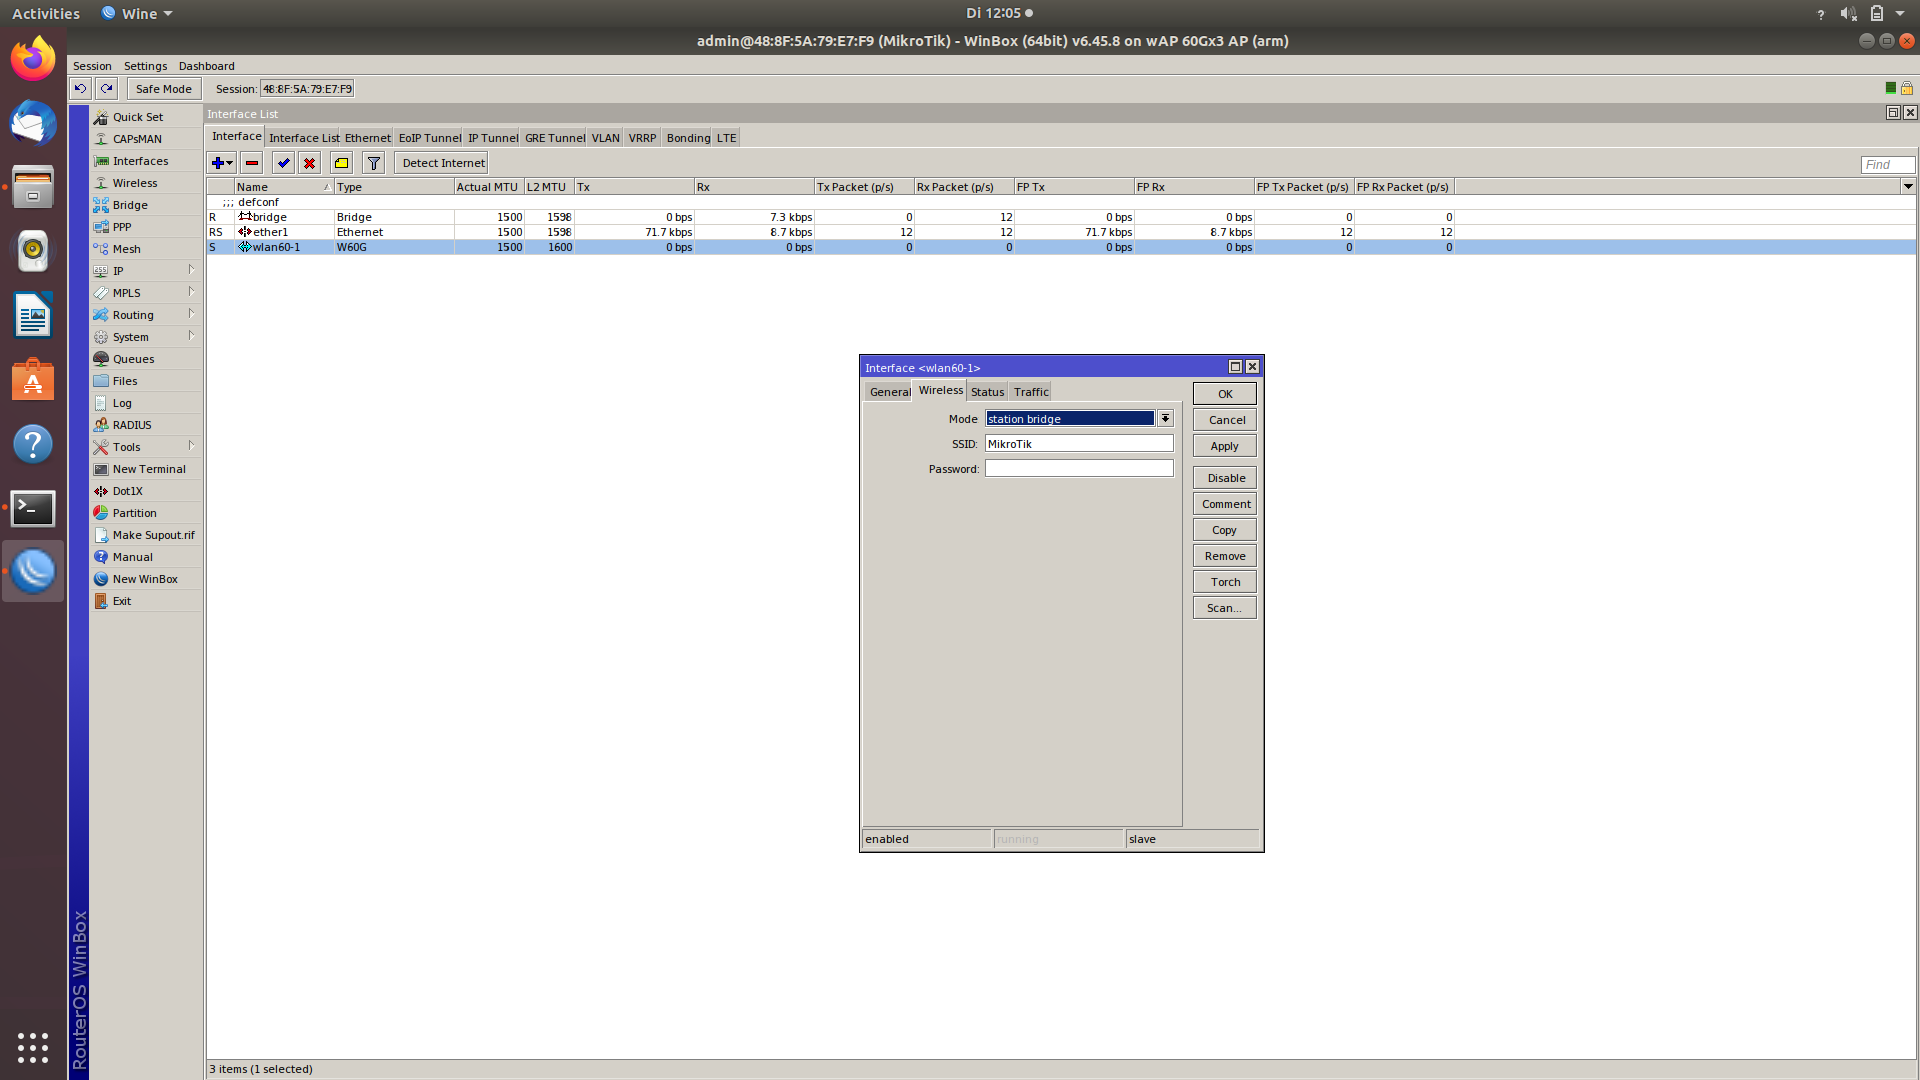 Activities Wine Di 12:05
admin@48:8F:5A:79:E7:F9 (MikroTik) - WinBox (64bit) v6.45.8 on wAP 60Gx3 AP (arm)
Session Settings Dashboard
Safe Mode Session: 48:8F:5A:79:E7:F9
Quick Set
CAPsMAN
Interfaces
Wireless
Bridge
PPP
Mesh
IP
MPLS
Routing
System
Queues
Files
Log
RADIUS
Tools
New Terminal
Dot1X
Partition
Make Supout.rif
Manual
New WinBox
Exit
RouterOS WinBox
Interface List
Interface Interface List Ethernet EoIP Tunnel IP Tunnel GRE Tunnel VLAN VRRP Bonding LTE
Detect Internet Find
Name Type Actual MTU L2 MTU Tx Rx Tx Packet (p/s) Rx Packet (p/s) FP Tx FP Rx FP Tx Packet (p/s) FP Rx Packet (p/s)
;;; defconf
R bridge Bridge 1500 1598 0 bps 7.3 kbps 0 12 0 bps 0 bps 0 0
RS ether1 Ethernet 1500 1598 71.7 kbps 8.7 kbps 12 12 71.7 kbps 8.7 kbps 12 12
S wlan60-1 W60G 1500 1600 0 bps 0 bps 0 0 0 bps 0 bps 0 0
Interface <wlan60-1>
General Wireless Status Traffic
Mode station bridge
SSID: MikroTik
Password:
OK
Cancel
Apply
Disable
Comment
Copy
Remove
Torch
Scan...
enabled running slave
3 items (1 selected)